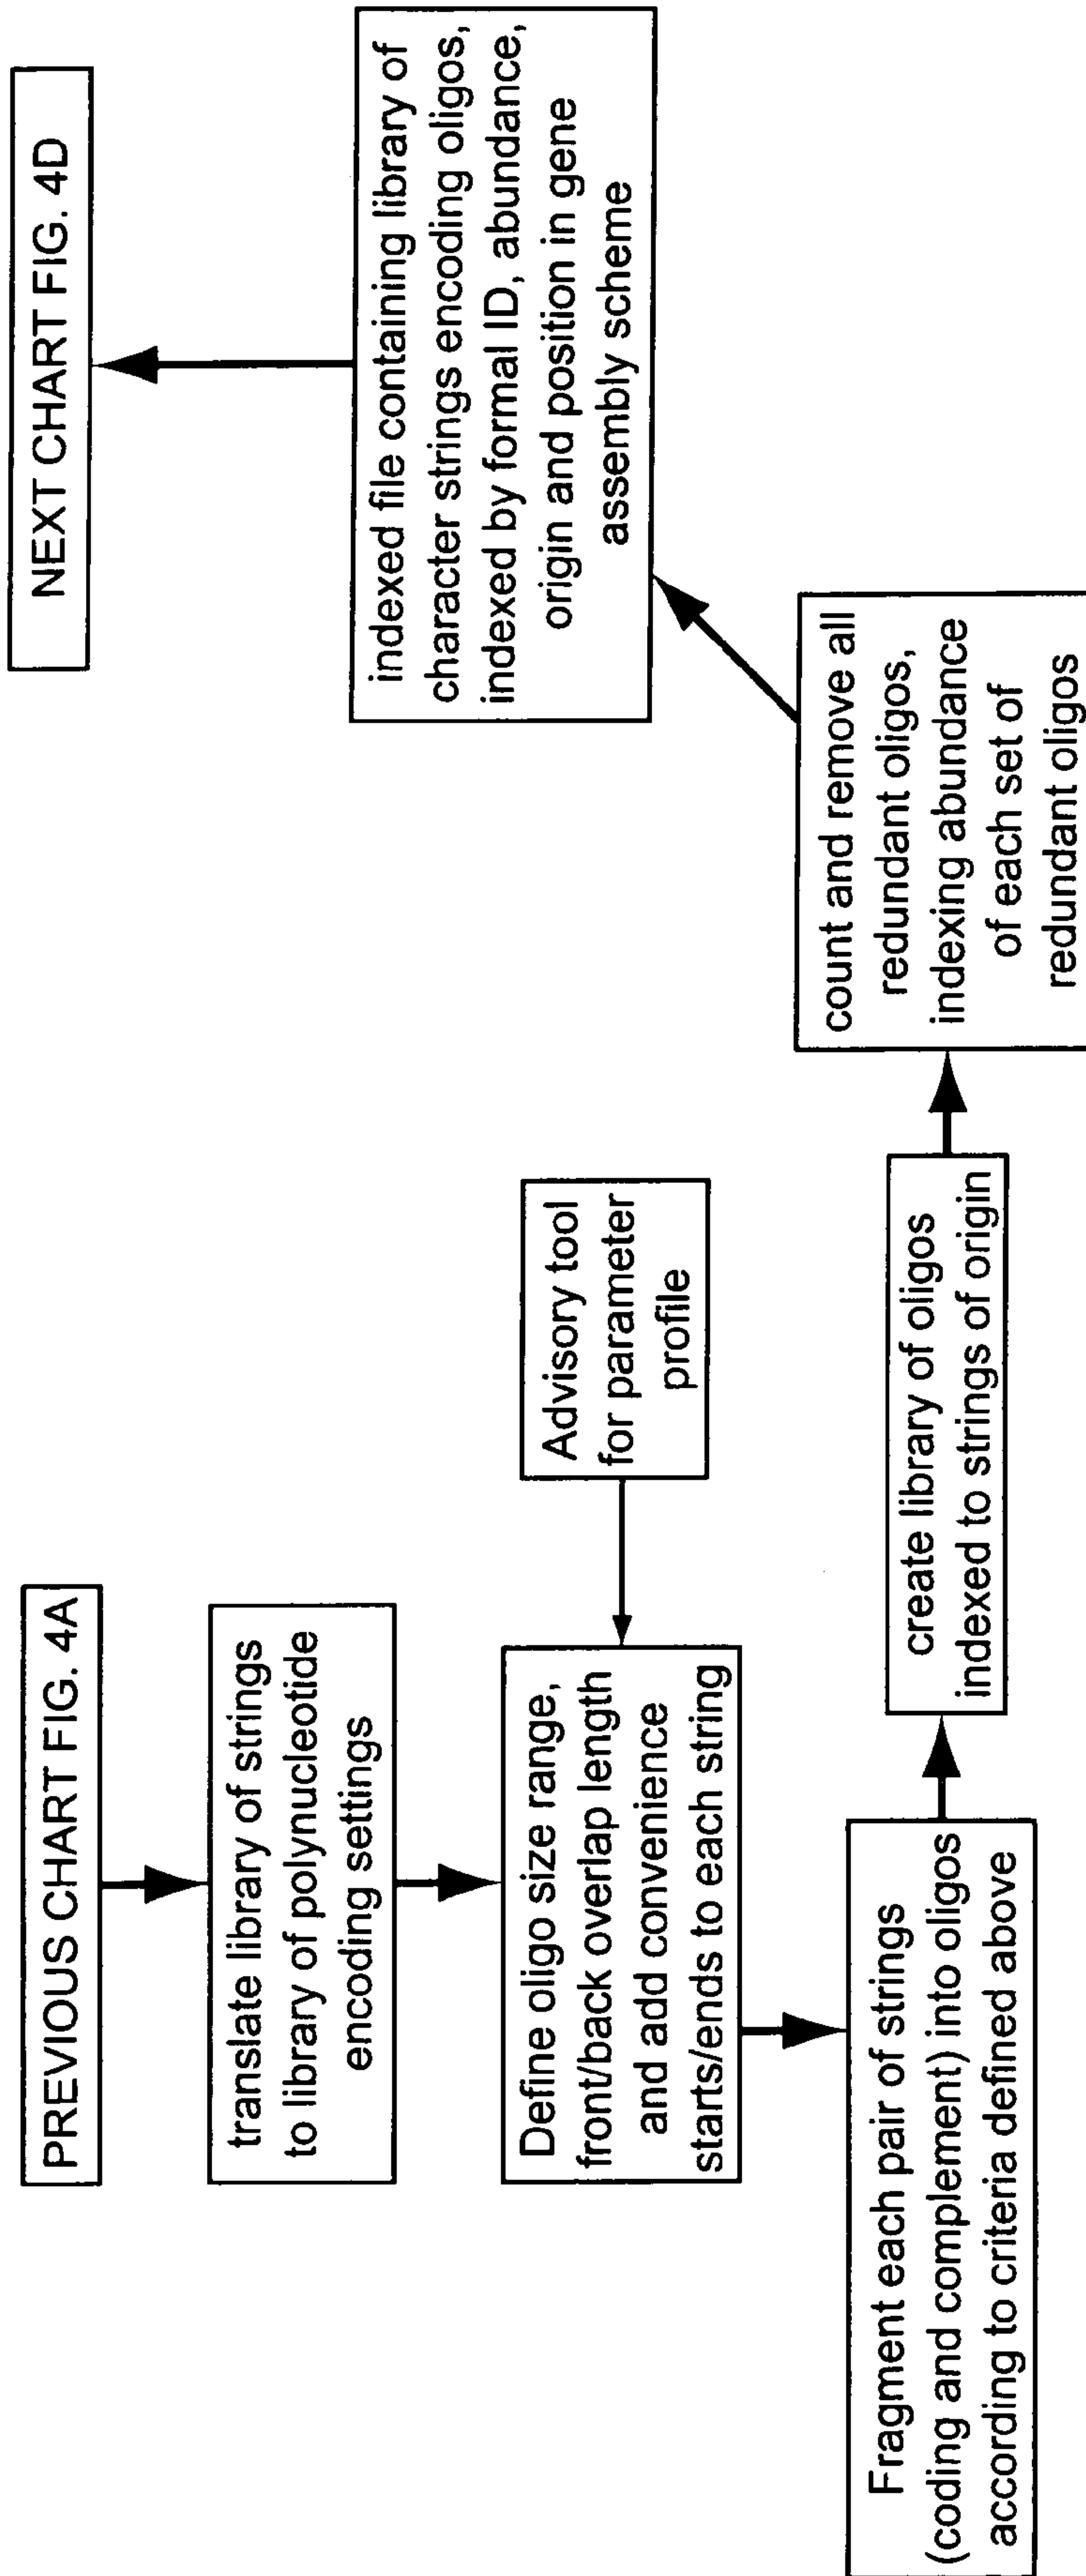 PREVIOUS CHART FIG. 4A
translate library of strings
to library of polynucleotide
encoding settings
Define oligo size range,
front/back overlap length
and add convenience
starts/ends to each string
Advisory tool
for parameter
profile
Fragment each pair of strings
(coding and complement) into oligos
according to criteria defined above
create library of oligos
indexed to strings of origin
count and remove all
redundant oligos,
indexing abundance
of each set of
redundant oligos
indexed file containing library of
character strings encoding oligos,
indexed by formal ID, abundance,
origin and position in gene
assembly scheme
NEXT CHART FIG. 4D